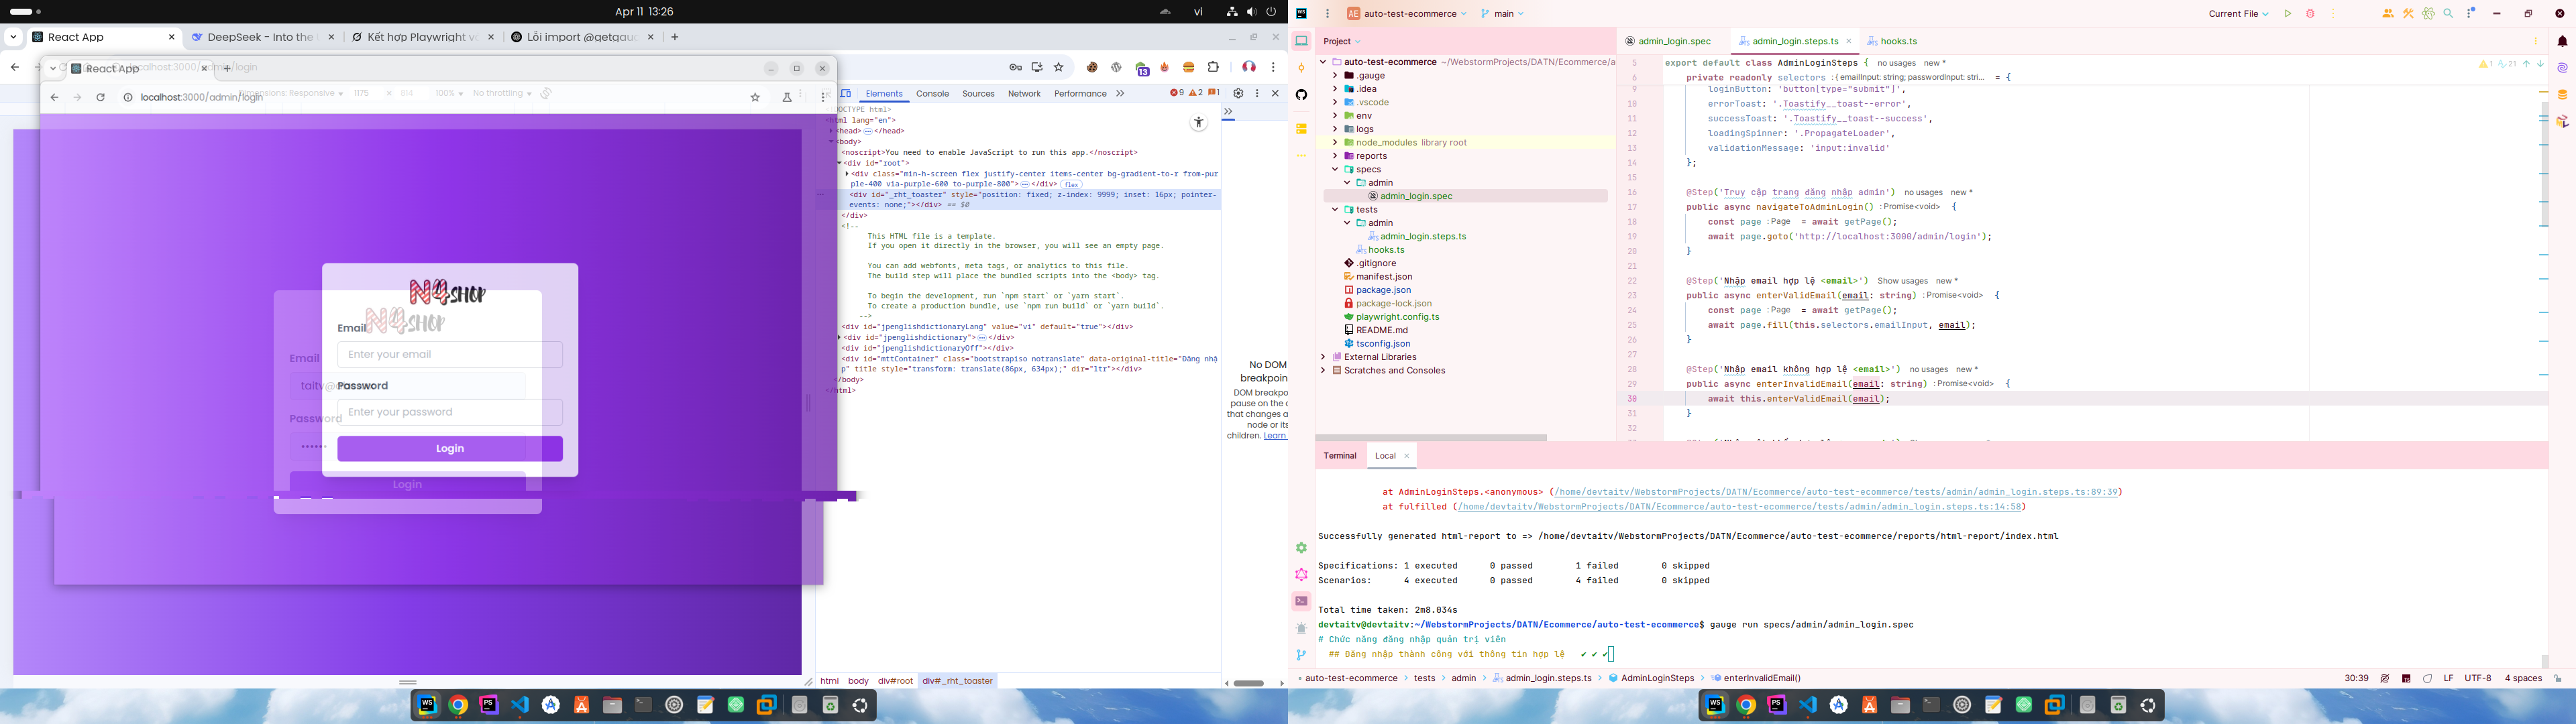 Apr 11 13:26
vi
React App
DeepSeek - Into the
Kết hợp Playwright v
Lỗi import @getgau
React App
localhost:3000/admin/login
Dimensions: Responsive 1175 × 914 100% No throttling
13
Elements Console Sources Network Performance
9 2 1
<!DOCTYPE html>
<html lang="en">
<head> </head>
<body>
<noscript>You need to enable JavaScript to run this app.</noscript>
<div id="root">
<div class="min-h-screen flex justify-center items-center bg-gradient-to-r from-pur
ple-400 via-purple-600 to-purple-800"> </div> flex
<div id="_rht_toaster" style="position: fixed; z-index: 9999; inset: 16px; pointer-
events: none;"></div> == $0
</div>
<!--
This HTML file is a template.
If you open it directly in the browser, you will see an empty page.
You can add webfonts, meta tags, or analytics to this file.
The build step will place the bundled scripts into the <body> tag.
To begin the development, run `npm start` or `yarn start`.
To create a production bundle, use `npm run build` or `yarn build`.
-->
<div id="jpenglishdictionaryLang" value="vi" default="true"></div>
<div id="jpenglishdictionary"> </div>
<div id="jpenglishdictionaryOff"></div>
<div id="mttContainer" class="bootstrapiso notranslate" data-original-title="Đăng nhậ
p" title style="transform: translate(86px, 634px);" dir="ltr"></div>
</body>
</html>
html body div#root div#_rht_toaster
No DOM
breakpoin
DOM breakp
pause on the
that changes a
node or its
children. Learn
N4SHOP
Email
Enter your email
Password
Enter your password
Login
N4SHOP
Email
Password
Login
AE auto-test-ecommerce main
Current File
Project
auto-test-ecommerce ~/WebstormProjects/DATN/Ecommerce/a
.gauge
.idea
.vscode
env
logs
node_modules library root
reports
specs
admin
admin_login.spec
tests
admin
admin_login.steps.ts
hooks.ts
.gitignore
manifest.json
package.json
package-lock.json
playwright.config.ts
README.md
tsconfig.json
External Libraries
Scratches and Consoles
admin_login.spec admin_login.steps.ts hooks.ts
1 21
5 export default class AdminLoginSteps { no usages new *
6 private readonly selectors : { emailInput: string; passwordInput: stri... = {
9 loginButton: 'button[type="submit"]',
10 errorToast: '.Toastify__toast--error',
11 successToast: '.Toastify__toast--success',
12 loadingSpinner: '.PropagateLoader',
13 validationMessage: 'input:invalid'
14 };
15
16 @Step('Truy cập trang đăng nhập admin') no usages new *
17 public async navigateToAdminLogin() : Promise<void> {
18 const page : Page = await getPage();
19 await page.goto('http://localhost:3000/admin/login');
20 }
21
22 @Step('Nhập email hợp lệ <email>') Show usages new *
23 public async enterValidEmail(email: string) : Promise<void> {
24 const page : Page = await getPage();
25 await page.fill(this.selectors.emailInput, email);
26 }
27
28 @Step('Nhập email không hợp lệ <email>') no usages new *
29 public async enterInvalidEmail(email: string) : Promise<void> {
30 await this.enterValidEmail(email);
31 }
32
Terminal Local
at AdminLoginSteps.<anonymous> (/home/devtaitv/WebstormProjects/DATN/Ecommerce/auto-test-ecommerce/tests/admin/admin_login.steps.ts:89:39)
at fulfilled (/home/devtaitv/WebstormProjects/DATN/Ecommerce/auto-test-ecommerce/tests/admin/admin_login.steps.ts:14:58)
Successfully generated html-report to => /home/devtaitv/WebstormProjects/DATN/Ecommerce/auto-test-ecommerce/reports/html-report/index.html
Specifications: 1 executed 0 passed 1 failed 0 skipped
Scenarios: 4 executed 0 passed 4 failed 0 skipped
Total time taken: 2m8.034s
devtaitv@devtaitv:~/WebstormProjects/DATN/Ecommerce/auto-test-ecommerce$ gauge run specs/admin/admin_login.spec
# Chức năng đăng nhập quản trị viên
## Đăng nhập thành công với thông tin hợp lệ ✔ ✔ ✔
auto-test-ecommerce tests admin admin_login.steps.ts AdminLoginSteps enterInvalidEmail()
30:39 LF UTF-8 4 spaces